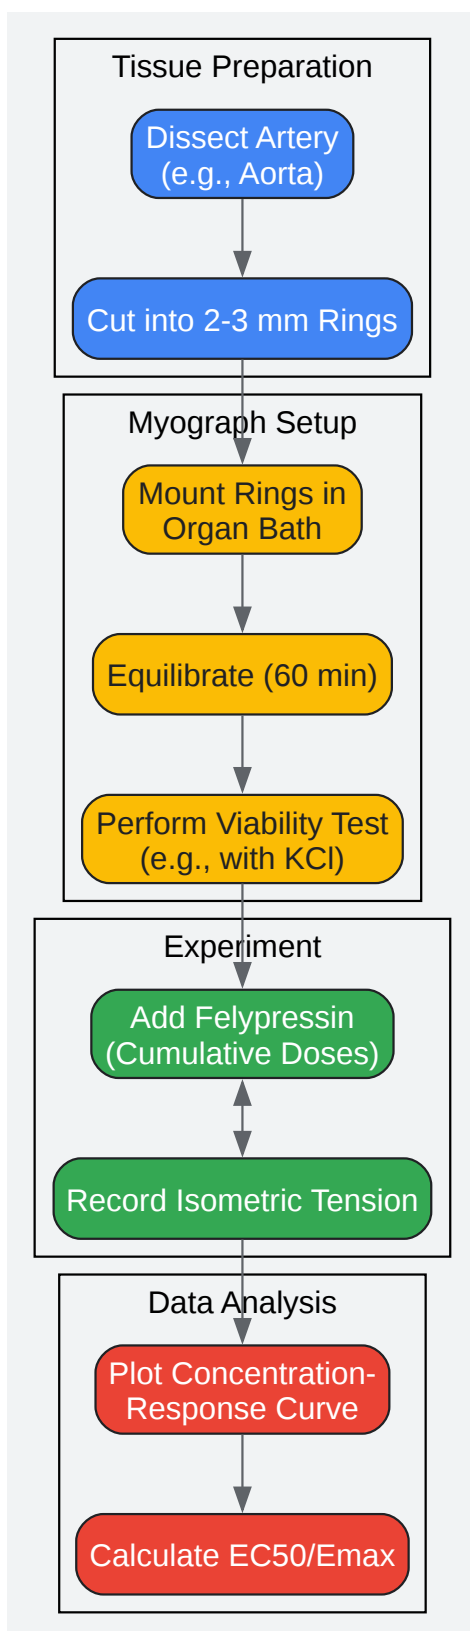 Tissue Preparation
Dissect Artery
(e.g., Aorta)
Cut into 2-3 mm Rings
Myograph Setup
Mount Rings in
Organ Bath
Equilibrate (60 min)
Perform Viability Test
(e.g., with KCl)
Experiment
Add Felypressin
(Cumulative Doses)
Record Isometric Tension
Data Analysis
Plot Concentration-
Response Curve
Calculate EC50/Emax